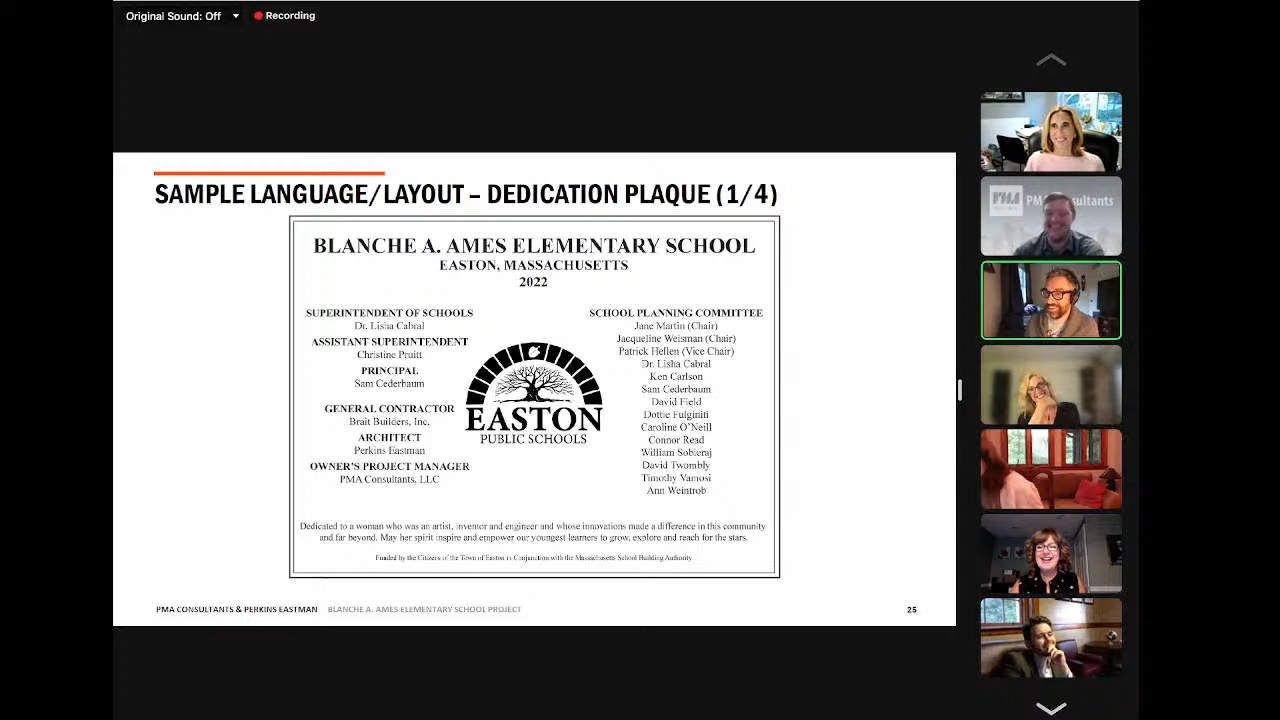 Original Sound: Off
Recording
SAMPLE LANGUAGE/LAYOUT – DEDICATION PLAQUE (1/4)
BLANCHE A. AMES ELEMENTARY SCHOOL
EASTON, MASSACHUSETTS
2022
SUPERINTENDENT OF SCHOOLS
Dr. Lisha Cabral
ASSISTANT SUPERINTENDENT
Christine Pruitt
PRINCIPAL
Sam Cederbaum
GENERAL CONTRACTOR
Brait Builders, Inc.
ARCHITECT
Perkins Eastman
OWNER'S PROJECT MANAGER
PMA Consultants, LLC
EASTON
PUBLIC SCHOOLS
SCHOOL PLANNING COMMITTEE
Jane Martin (Chair)
Jacqueline Weisman (Chair)
Patrick Hellen (Vice Chair)
Dr. Lisha Cabral
Ken Carlson
Sam Cederbaum
David Field
Dottie Fulginiti
Caroline O'Neill
Connor Read
William Sobieraj
David Twombly
Timothy Vamosi
Ann Weintrob
Dedicated to a woman who was an artist, inventor and engineer and whose innovations made a difference in this community
and far beyond. May her spirit inspire and empower our youngest learners to grow, explore and reach for the stars.
Funded by the Citizens of the Town of Easton in Conjunction with the Massachusetts School Building Authority
PMA CONSULTANTS & PERKINS EASTMAN BLANCHE A. AMES ELEMENTARY SCHOOL PROJECT 25
PMA